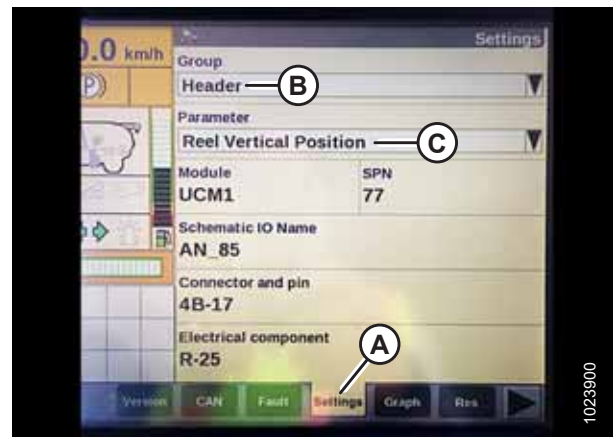 .0 km/h
Settings
(P)
Group
Header
B
Parameter
Reel Vertical Position
C
Module SPN
UCM1 77
Schematic IO Name
AN_85
Connector and pin
4B-17
Electrical component
R-25
A
Version CAN Fault Settings Graph Res
1023900